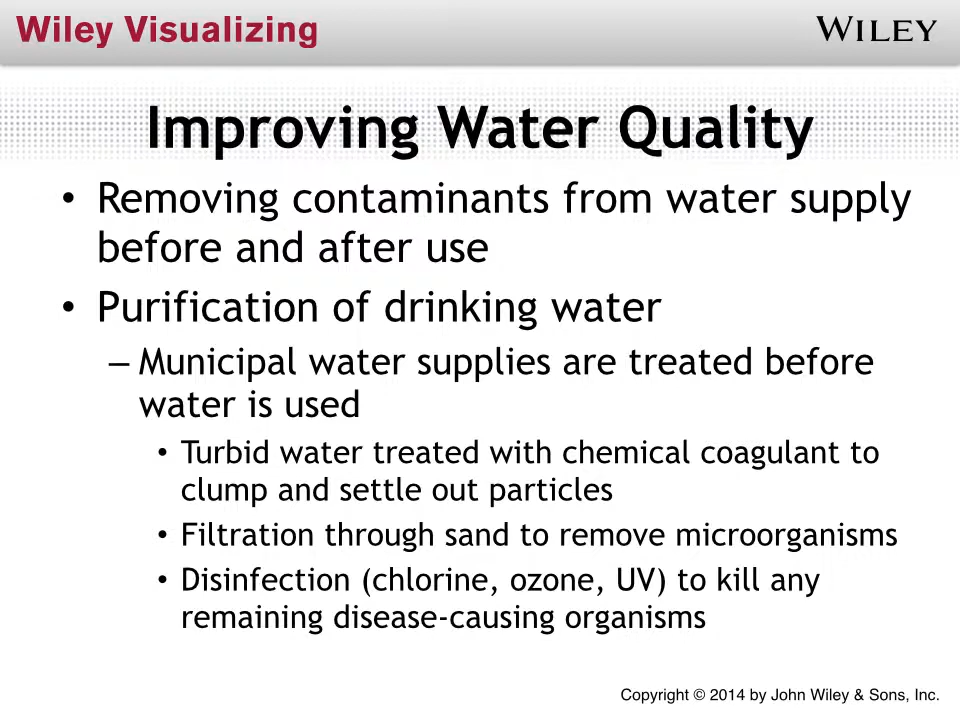 Wiley Visualizing
WILEY
Improving Water Quality
• Removing contaminants from water supply
before and after use
• Purification of drinking water
– Municipal water supplies are treated before
water is used
• Turbid water treated with chemical coagulant to
clump and settle out particles
• Filtration through sand to remove microorganisms
• Disinfection (chlorine, ozone, UV) to kill any
remaining disease-causing organisms
Copyright © 2014 by John Wiley & Sons, Inc.